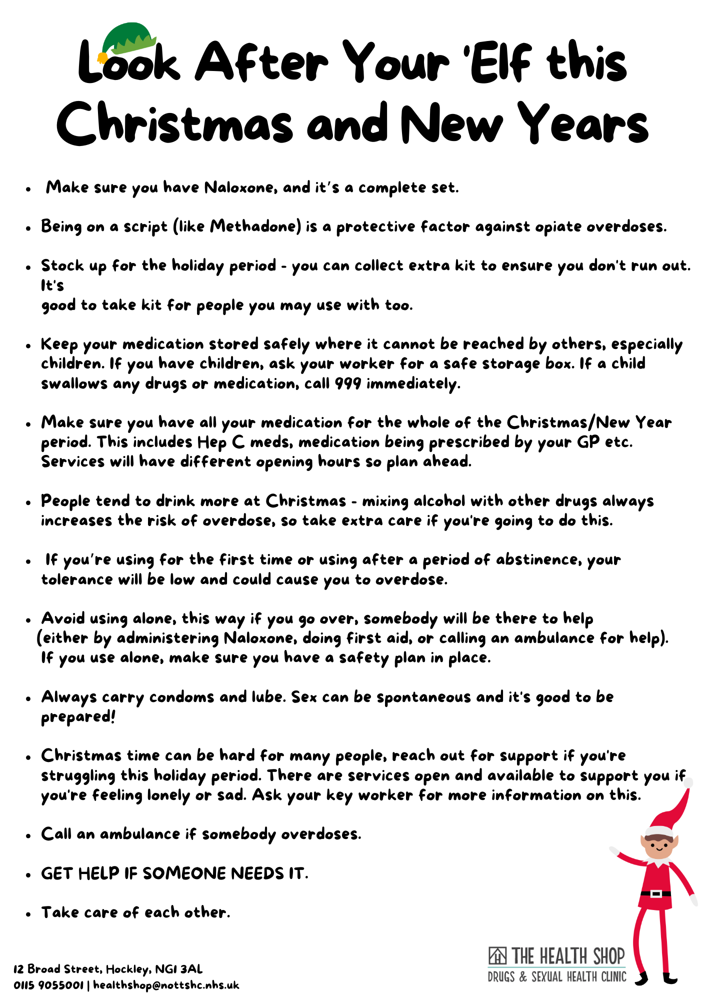 Look After Your 'Elf this
Christmas and New Years
• Make sure you have Naloxone, and it's a complete set.
• Being on a script (like Methadone) is a protective factor against opiate overdoses.
• Stock up for the holiday period - you can collect extra kit to ensure you don't run out.
It's
good to take kit for people you may use with too.
• Keep your medication stored safely where it cannot be reached by others, especially
children. If you have children, ask your worker for a safe storage box. If a child
swallows any drugs or medication, call 999 immediately.
• Make sure you have all your medication for the whole of the Christmas/New Year
period. This includes Hep C meds, medication being prescribed by your GP etc.
Services will have different opening hours so plan ahead.
• People tend to drink more at Christmas - mixing alcohol with other drugs always
increases the risk of overdose, so take extra care if you're going to do this.
• If you're using for the first time or using after a period of abstinence, your
tolerance will be low and could cause you to overdose.
• Avoid using alone, this way if you go over, somebody will be there to help
(either by administering Naloxone, doing first aid, or calling an ambulance for help).
If you use alone, make sure you have a safety plan in place.
• Always carry condoms and lube. Sex can be spontaneous and it's good to be
prepared!
• Christmas time can be hard for many people, reach out for support if you're
struggling this holiday period. There are services open and available to support you if
you're feeling lonely or sad. Ask your key worker for more information on this.
• Call an ambulance if somebody overdoses.
• GET HELP IF SOMEONE NEEDS IT.
• Take care of each other.
12 Broad Street, Hockley, NG1 3AL
0115 9055001 | healthshop@nottshc.nhs.uk
THE HEALTH SHOP
DRUGS & SEXUAL HEALTH CLINIC